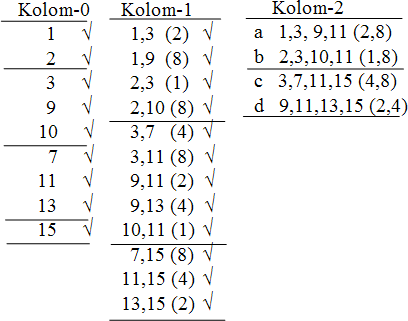 Kolom-0
1 √
2 √
3 √
9 √
10 √
7 √
11 √
13 √
15 √
Kolom-1
1,3 (2) √
1,9 (8) √
2,3 (1) √
2,10 (8) √
3,7 (4) √
3,11 (8) √
9,11 (2) √
9,13 (4) √
10,11 (1) √
7,15 (8) √
11,15 (4) √
13,15 (2) √
Kolom-2
a 1,3, 9,11 (2,8)
b 2,3,10,11 (1,8)
c 3,7,11,15 (4,8)
d 9,11,13,15 (2,4)